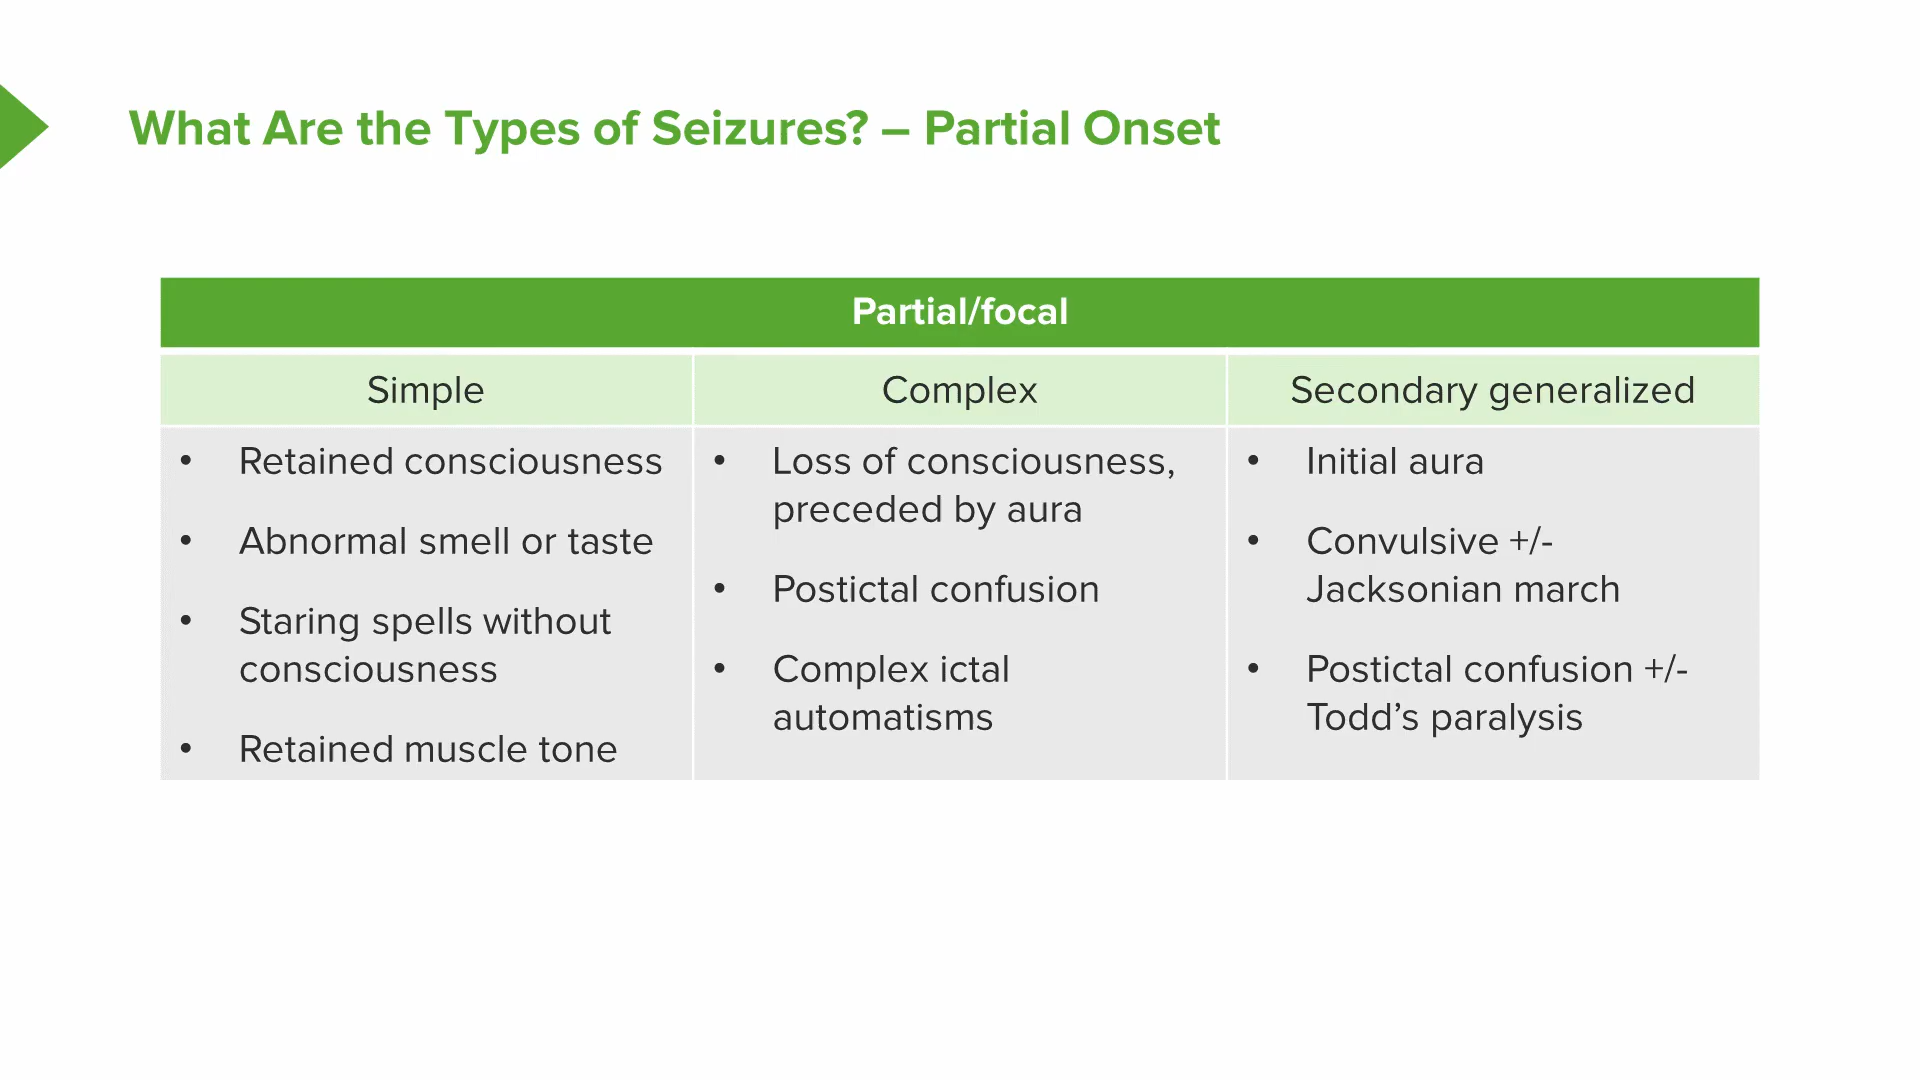 What Are the Types of Seizures? – Partial Onset
Partial/focal
Simple
Complex
Secondary generalized
• Retained consciousness
• Abnormal smell or taste
• Staring spells without
consciousness
• Retained muscle tone
• Loss of consciousness,
preceded by aura
• Postictal confusion
• Complex ictal
automatisms
• Initial aura
• Convulsive +/-
Jacksonian march
• Postictal confusion +/-
Todd’s paralysis